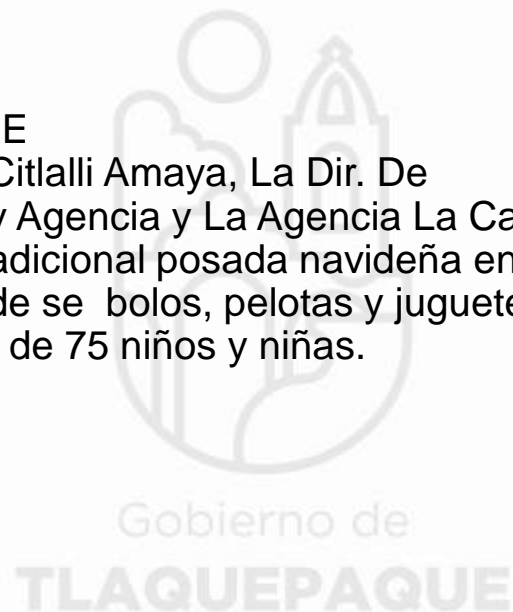 E
Citlalli Amaya, La Dir. De
y Agencia y La Agencia La Ca
adicional posada navideña en
de se  bolos, pelotas y juguete
de 75 niños y niñas.
Gobierno de
TLAQUEPAQUE